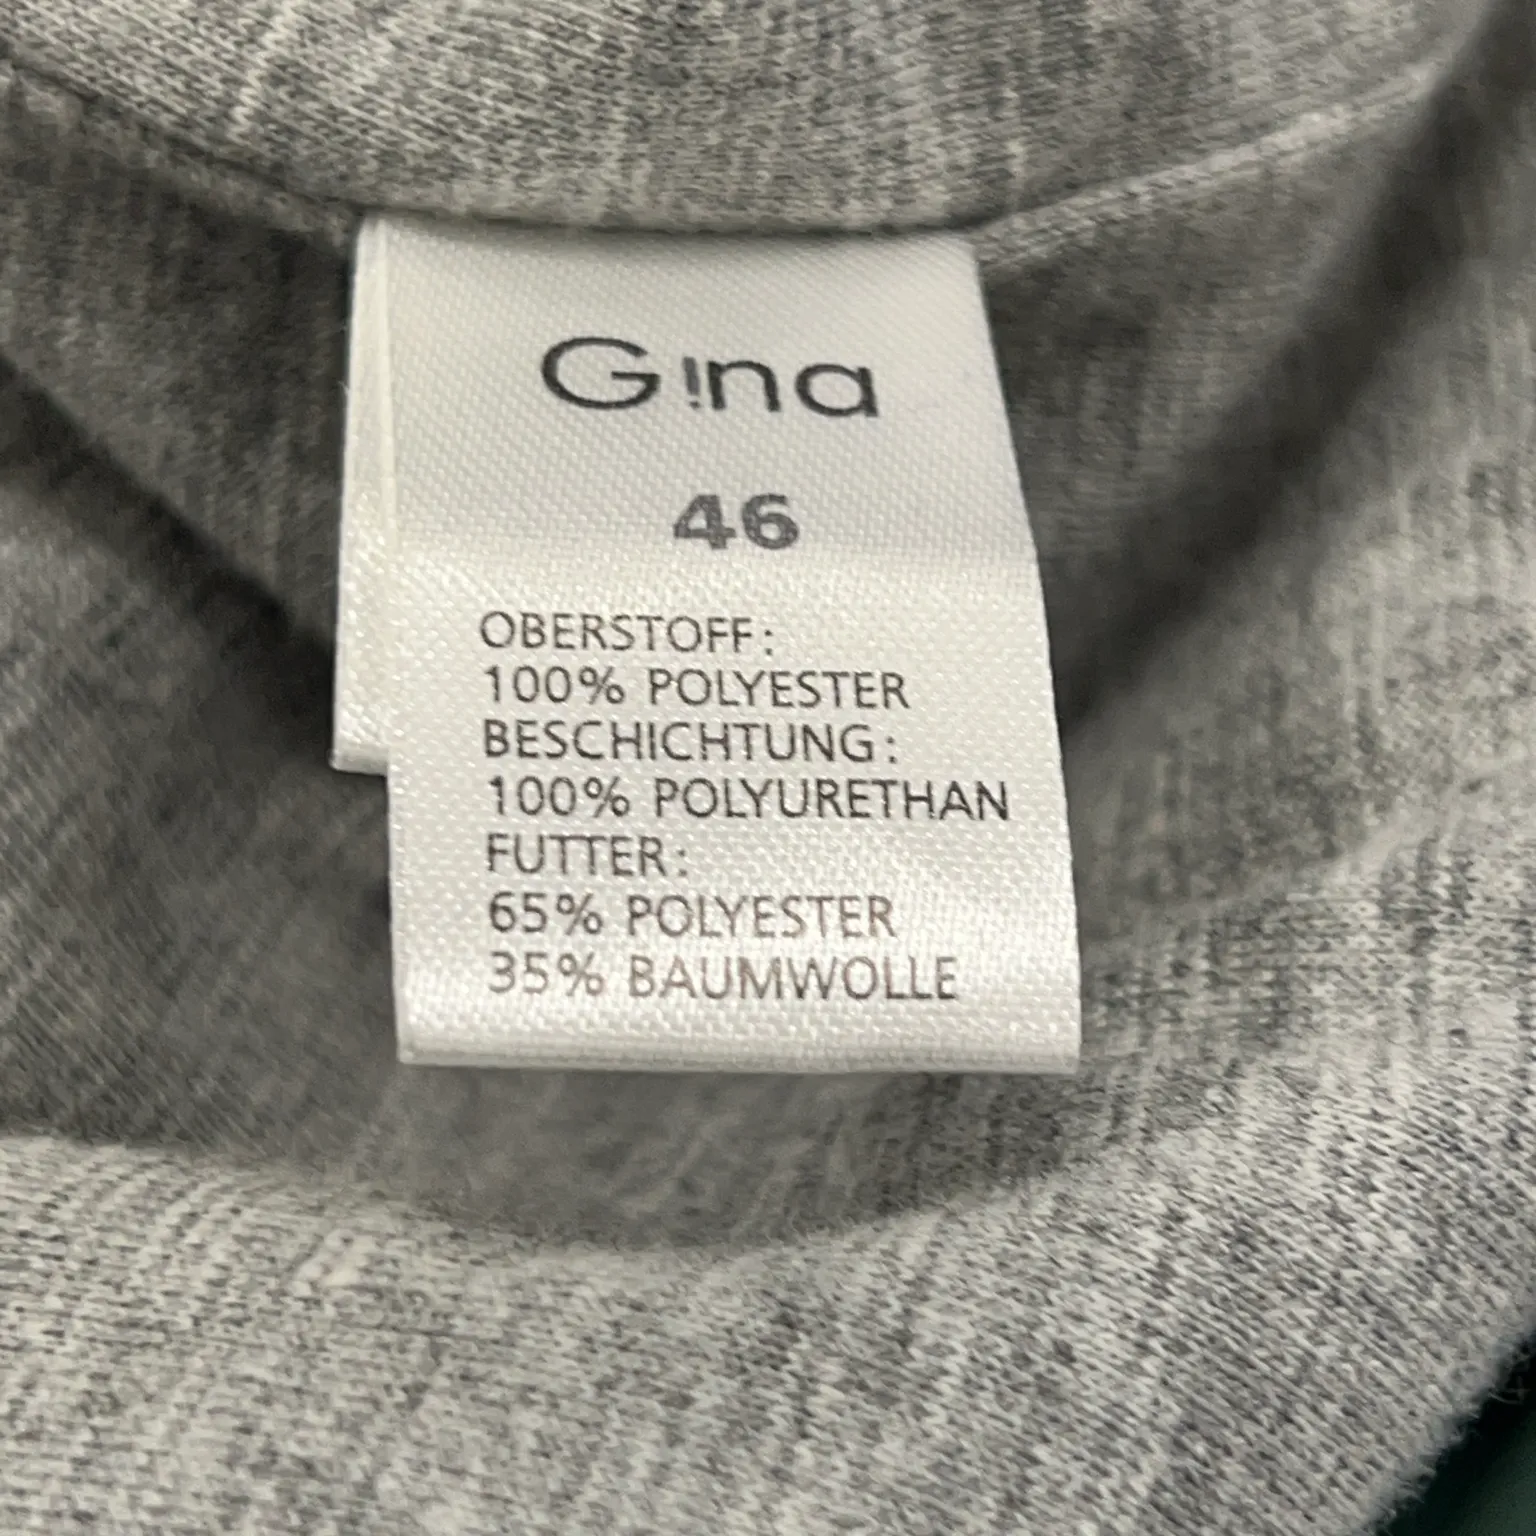 G!na
46
OBERSTOFF:
100% POLYESTER
BESCHICHTUNG:
100% POLYURETHAN
FUTTER:
65% POLYESTER
35% BAUMWOLLE